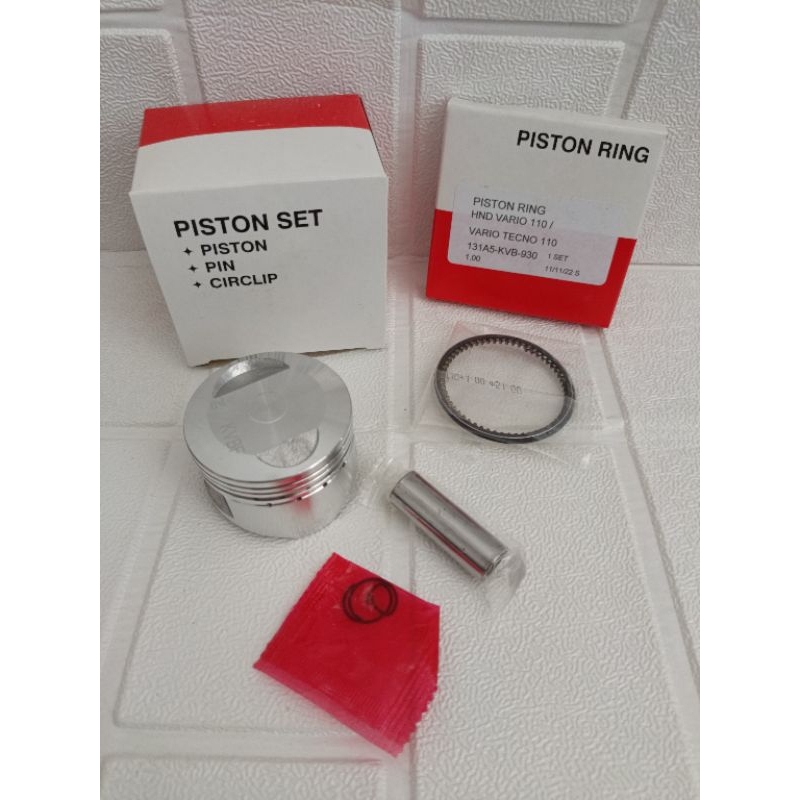 PISTON SET
✦ PISTON
✦ PIN
✦ CIRCLIP
PISTON RING
PISTON RING
HND VARIO 110 /
VARIO TECNO 110
131A5-KVB-930 1 SET
1.00 11/11/22 S